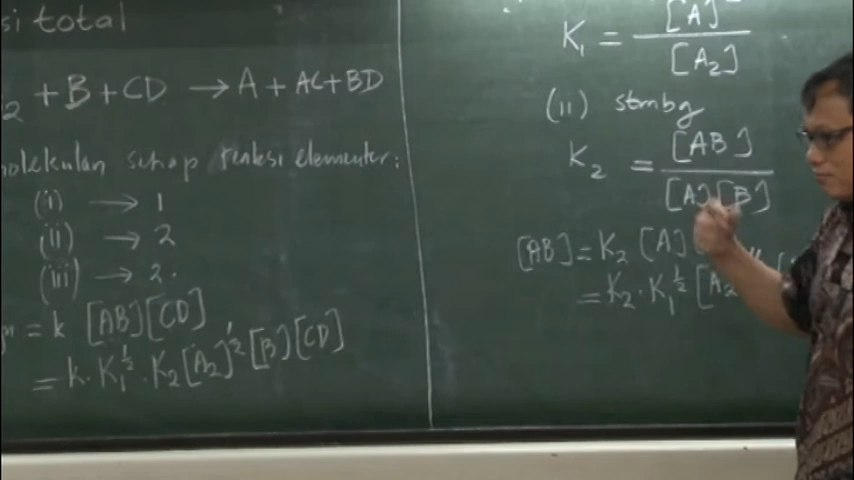 si total
2 + B + CD → A + AC + BD
molekulan setiap reaksi elementer:
(i) → 1
(ii) → 2
(iii) → 2.
= k [AB][CD]
= k · K₁^½ · K₂ [A₂]^½ [B][CD]
K₁ = [A] / [A₂]
(ii) stmbg
K₂ = [AB] / [A][B]
[AB] = K₂ [A]
= K₂ · K₁^½ [A₂